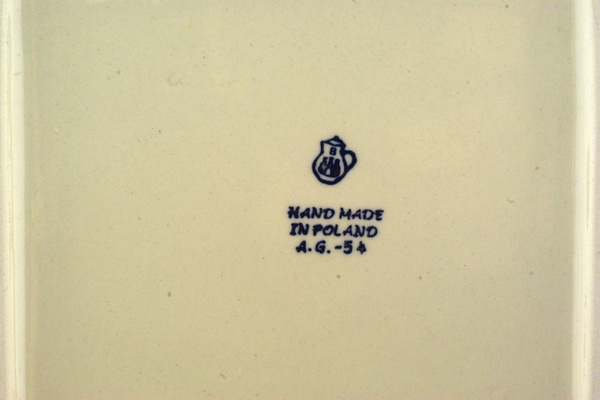 B
HAND MADE
IN POLAND
A.G.-54